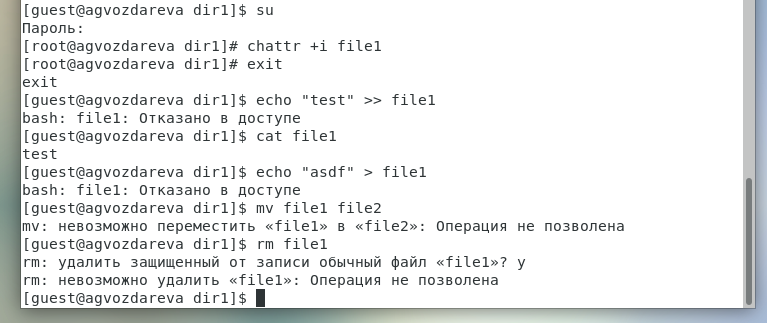 [guest@agvozdareva dir1]$ su
Пароль:
[root@agvozdareva dir1]# chattr +i file1
[root@agvozdareva dir1]# exit
exit
[guest@agvozdareva dir1]$ echo "test" >> file1
bash: file1: Отказано в доступе
[guest@agvozdareva dir1]$ cat file1
test
[guest@agvozdareva dir1]$ echo "asdf" > file1
bash: file1: Отказано в доступе
[guest@agvozdareva dir1]$ mv file1 file2
mv: невозможно переместить «file1» в «file2»: Операция не позволена
[guest@agvozdareva dir1]$ rm file1
rm: удалить защищенный от записи обычный файл «file1»? y
rm: невозможно удалить «file1»: Операция не позволена
[guest@agvozdareva dir1]$